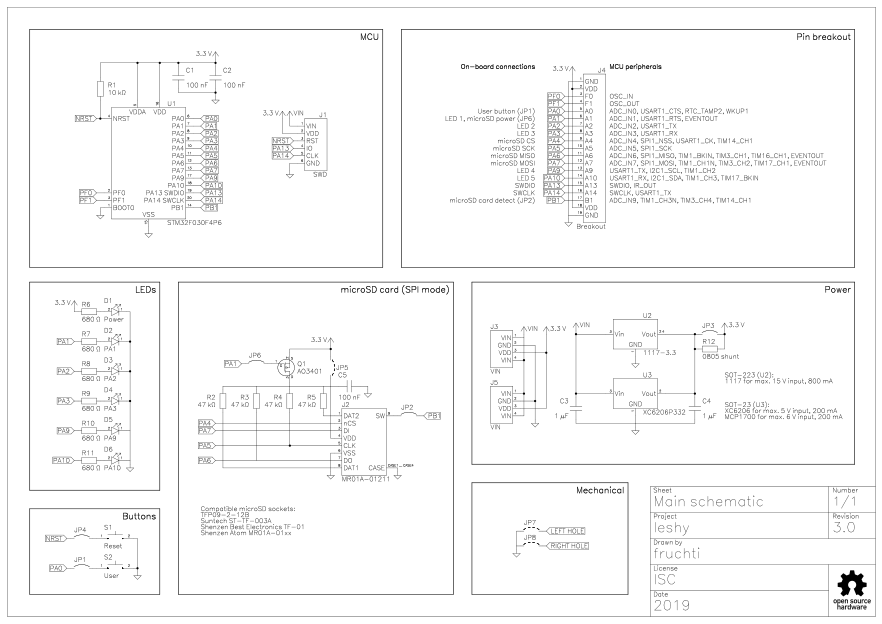 MCU
3.3 V
C1
C2
100 nF
100 nF
R1
10 kΩ
U1
NRST
NRST
VDDA
VDD
PA0
PA0
PA1
PA1
PA2
PA2
PA3
PA3
PA4
PA4
PA5
PA5
PA6
PA6
PA7
PA7
PA9
PA9
PA10
PA10
PF0
PF0
PA13 SWDIO
PA13
PF1
PF1
PA14 SWCLK
PA14
BOOT0
PB1
PB1
VSS
STM32F030F4P6
3.3 V
VIN
J1
VIN
VDD
NRST
RST
PA13
IO
PA14
CLK
GND
SWD
Pin breakout
On-board connections
3.3 V
J4
MCU peripherals
GND
VDD
PF0
F0
OSC_IN
PF1
F1
OSC_OUT
User button (JP1)
PA0
A0
ADC_IN0, USART1_CTS, RTC_TAMP2, WKUP1
LED 1, microSD power (JP6)
PA1
A1
ADC_IN1, USART1_RTS, EVENTOUT
LED 2
PA2
A2
ADC_IN2, USART1_TX
LED 3
PA3
A3
ADC_IN3, USART1_RX
microSD CS
PA4
A4
ADC_IN4, SPI1_NSS, USART1_CK, TIM14_CH1
microSD SCK
PA5
A5
ADC_IN5, SPI1_SCK
microSD MISO
PA6
A6
ADC_IN6, SPI1_MISO, TIM1_BKIN, TIM3_CH1, TIM16_CH1, EVENTOUT
microSD MOSI
PA7
A7
ADC_IN7, SPI1_MOSI, TIM1_CH1N, TIM3_CH2, TIM17_CH1, EVENTOUT
LED 4
PA9
A9
USART1_TX, I2C1_SCL, TIM1_CH2
LED 5
PA10
A10
USART1_RX, I2C1_SDA, TIM1_CH3, TIM17_BKIN
SWDIO
PA13
A13
SWDIO, IR_OUT
SWCLK
PA14
A14
SWCLK, USART1_TX
microSD card detect (JP2)
PB1
B1
ADC_IN9, TIM1_CH3N, TIM3_CH4, TIM14_CH1
VDD
GND
Breakout
LEDs
3.3 V
R6
D1
680 Ω
Power
R7
D2
PA1
680 Ω
PA1
R8
D3
PA2
680 Ω
PA2
R9
D4
PA3
680 Ω
PA3
R10
D5
PA9
680 Ω
PA9
R11
D6
PA10
680 Ω
PA10
microSD card (SPI mode)
3.3 V
JP6
PA1
Q1
AO3401
JP5
C5
100 nF
R2
47 kΩ
R3
47 kΩ
R4
47 kΩ
R5
47 kΩ
J2
JP2
PB1
DAT2
SW
PA4
nCS
PA7
DI
VDD
PA5
CLK
VSS
PA6
DO
DAT1
CASE
MR01A-01211
Compatible microSD sockets:
TFP09-2-12B
Suntech ST-TF-003A
Shenzen Best Electronics TF-01
Shenzen Atom MR01A-01xx
Power
J3
VIN
3.3 V
VIN
GND
VDD
VIN
VIN
J5
VIN
GND
VDD
VIN
VIN
VIN
U2
Vin
Vout
GND
1117-3.3
JP3
3.3 V
R12
0805 shunt
U3
Vin
Vout
GND
XC6206P332
C3
1 µF
C4
1 µF
SOT-223 (U2):
1117 for max. 15 V input, 800 mA
SOT-23 (U3):
XC6206 for max. 5 V input, 200 mA
MCP1700 for max. 6 V input, 200 mA
Buttons
JP4
S1
NRST
Reset
JP1
S2
PA0
User
Mechanical
JP7
LEFT HOLE
JP8
RIGHT HOLE
Sheet
Main schematic
Number
1/1
Project
leshy
Revision
3.0
Drawn by
fruchti
License
ISC
Date
2019
open source
hardware